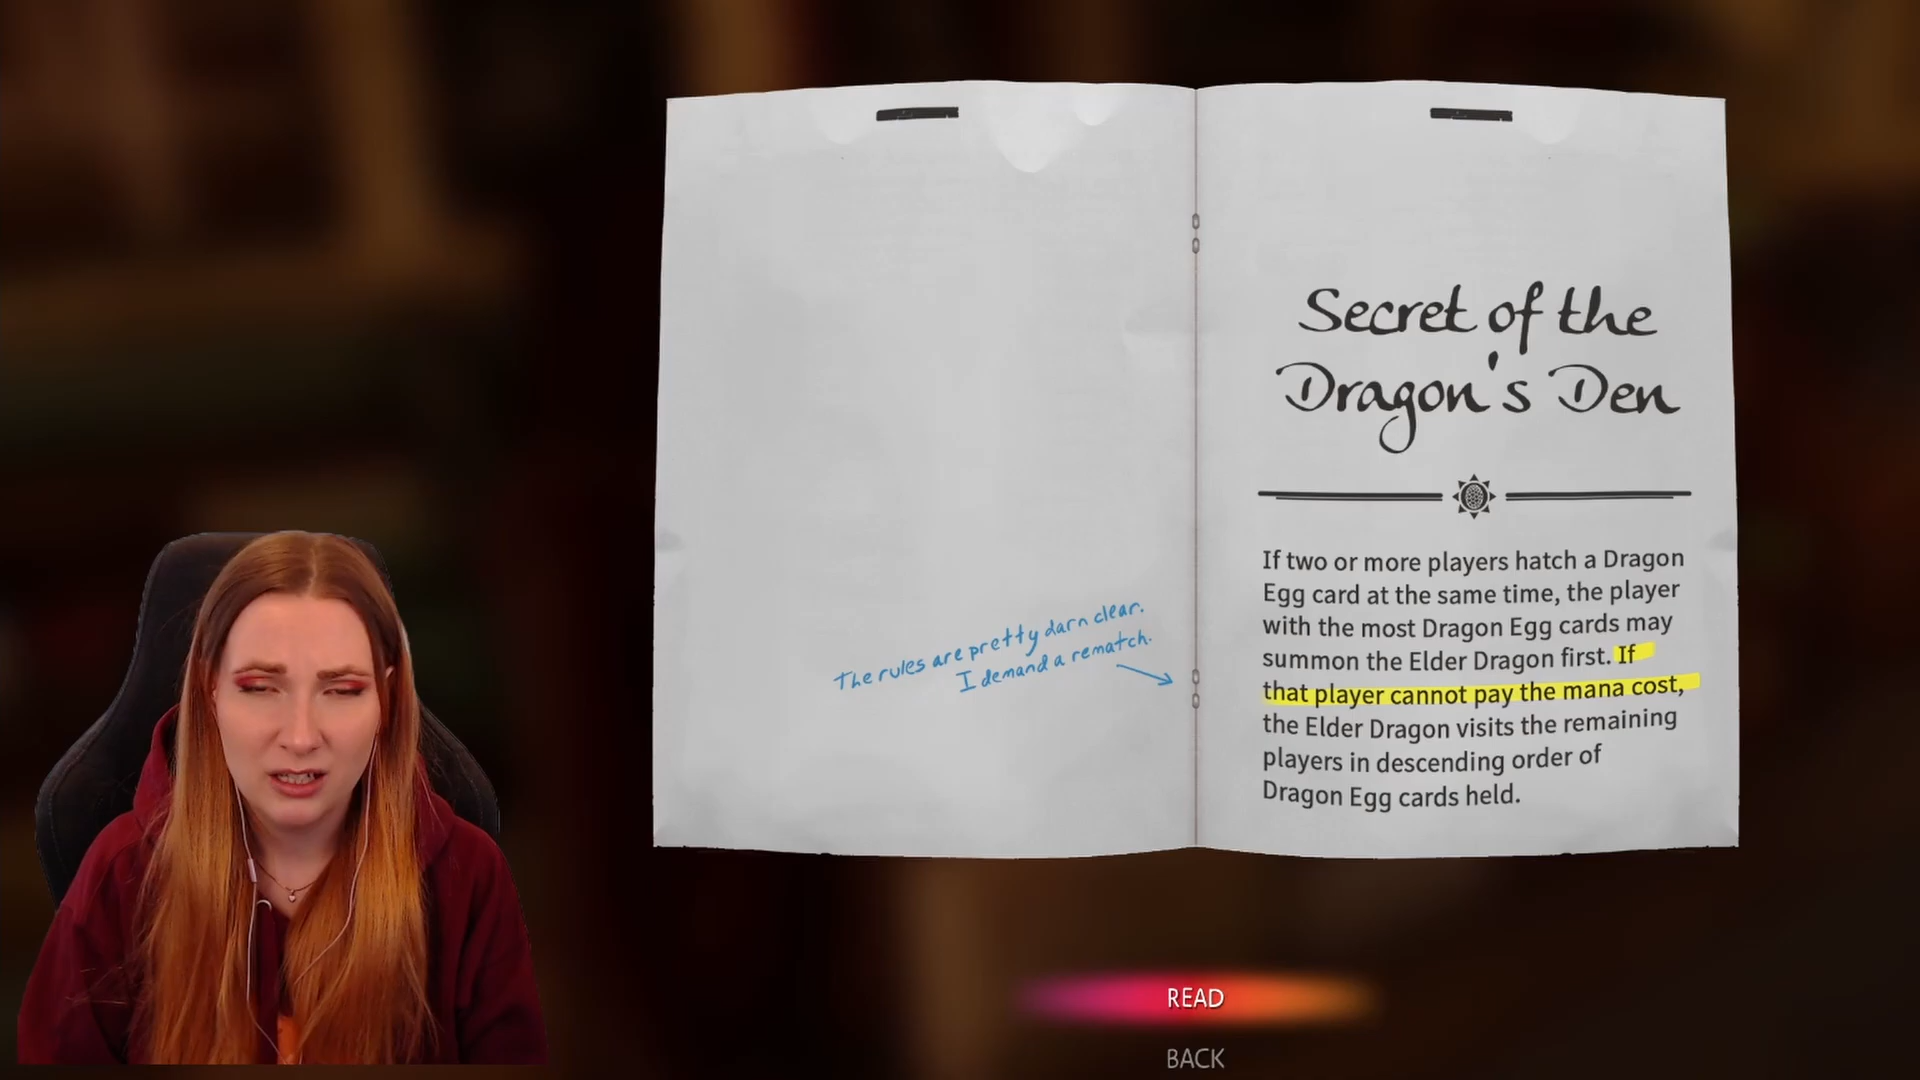 The rules are pretty darn clear.
I demand a rematch.
Secret of the
Dragon's Den
If two or more players hatch a Dragon
Egg card at the same time, the player
with the most Dragon Egg cards may
summon the Elder Dragon first. If
that player cannot pay the mana cost,
the Elder Dragon visits the remaining
players in descending order of
Dragon Egg cards held.
READ
BACK